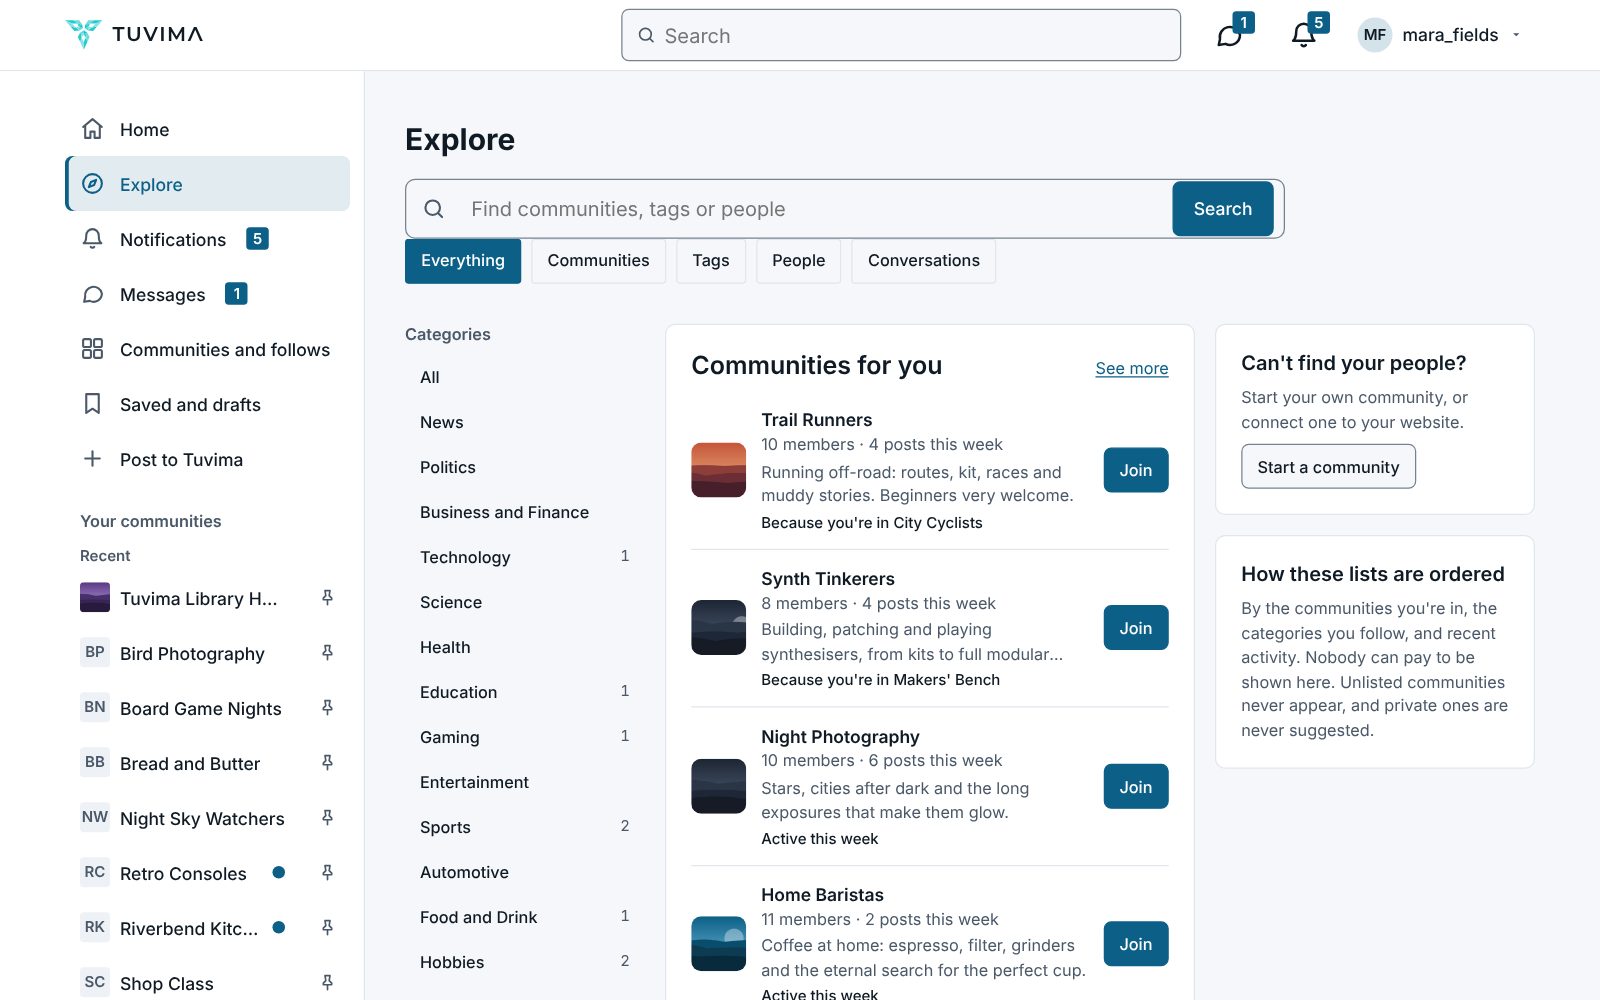 TUVIMA
Search
1
5
MF
mara_fields
Home
Explore
Notifications
5
Messages
1
Communities and follows
Saved and drafts
Post to Tuvima
Your communities
Recent
Tuvima Library H...
BP
Bird Photography
BN
Board Game Nights
BB
Bread and Butter
NW
Night Sky Watchers
RC
Retro Consoles
RK
Riverbend Kitc...
SC
Shop Class
Explore
Find communities, tags or people
Search
Everything
Communities
Tags
People
Conversations
Categories
All
News
Politics
Business and Finance
Technology
1
Science
Health
Education
1
Gaming
1
Entertainment
Sports
2
Automotive
Food and Drink
1
Hobbies
2
Communities for you
See more
Trail Runners
10 members · 4 posts this week
Running off-road: routes, kit, races and
muddy stories. Beginners very welcome.
Because you're in City Cyclists
Join
Synth Tinkerers
8 members · 4 posts this week
Building, patching and playing
synthesisers, from kits to full modular...
Because you're in Makers' Bench
Join
Night Photography
10 members · 6 posts this week
Stars, cities after dark and the long
exposures that make them glow.
Active this week
Join
Home Baristas
11 members · 2 posts this week
Coffee at home: espresso, filter, grinders
and the eternal search for the perfect cup.
Active this week
Join
Can't find your people?
Start your own community, or
connect one to your website.
Start a community
How these lists are ordered
By the communities you're in, the
categories you follow, and recent
activity. Nobody can pay to be
shown here. Unlisted communities
never appear, and private ones are
never suggested.